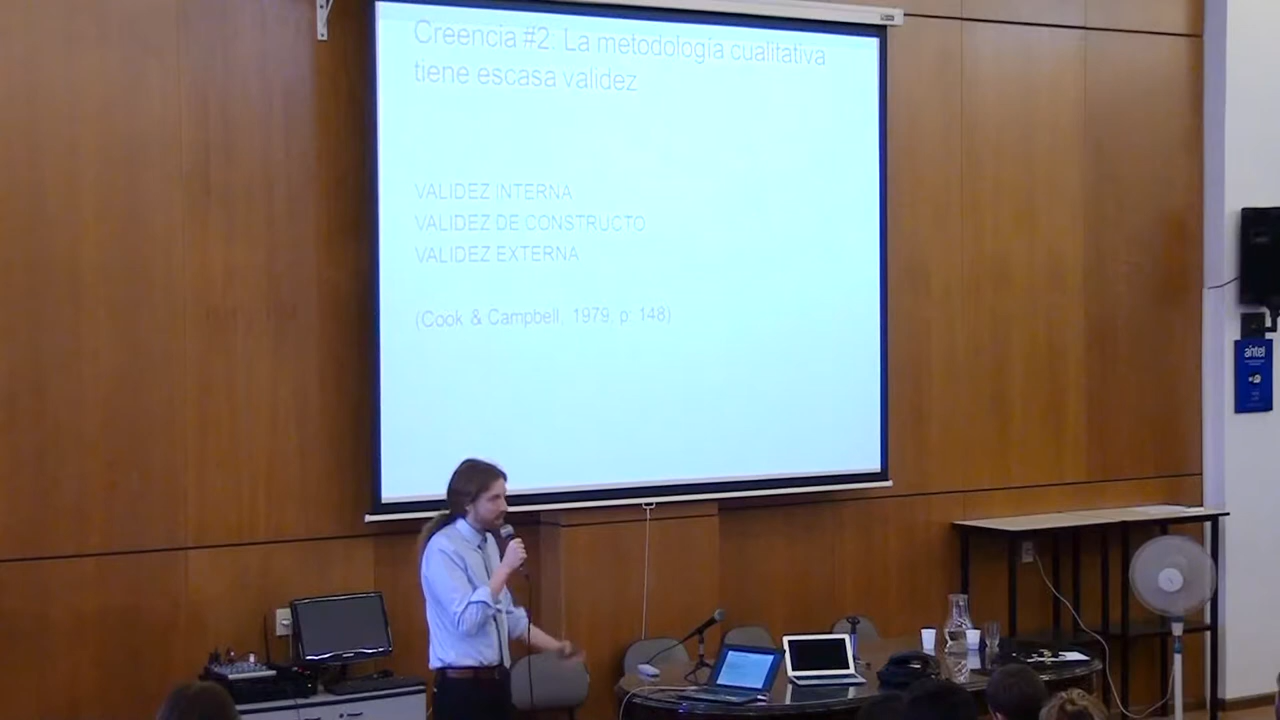 Creencia #2: La metodología cualitativa
tiene escasa validez
VALIDEZ INTERNA
VALIDEZ DE CONSTRUCTO
VALIDEZ EXTERNA
(Cook & Campbell, 1979. p: 148)
antel